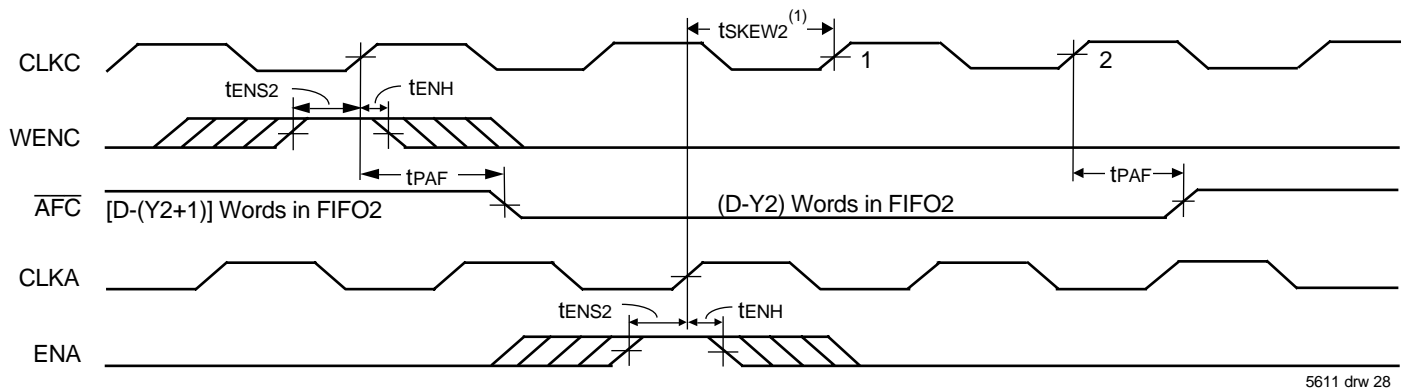 tSKEW2(1)
CLKC
1
2
tENS2
tENH
WENC
tPAF
tPAF
AFC
[D-(Y2+1)] Words in FIFO2
(D-Y2) Words in FIFO2
CLKA
tENS2
tENH
ENA
5611 drw 28